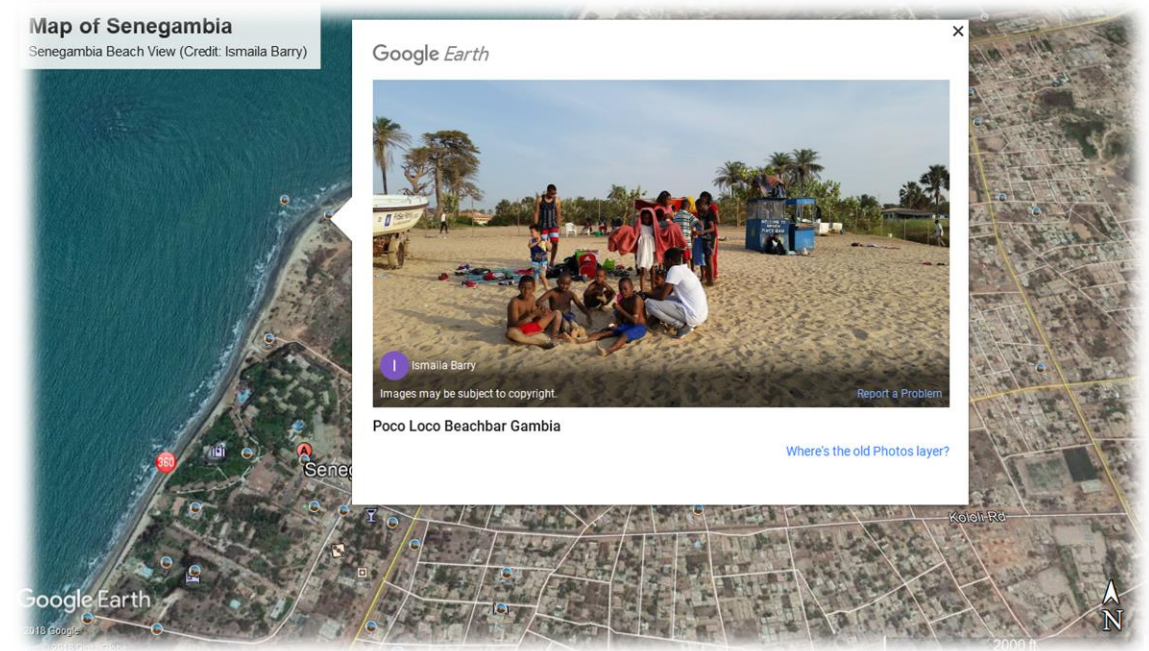 Map of Senegambia
Senegambia Beach View (Credit: Ismaila Barry)
Google Earth
I
Ismaila Barry
Images may be subject to copyright.
Report a Problem
Poco Loco Beachbar Gambia
Where's the old Photos layer?
A
360
Seneg
Kololi Rd
Google Earth
2018 Google
N
2000 ft